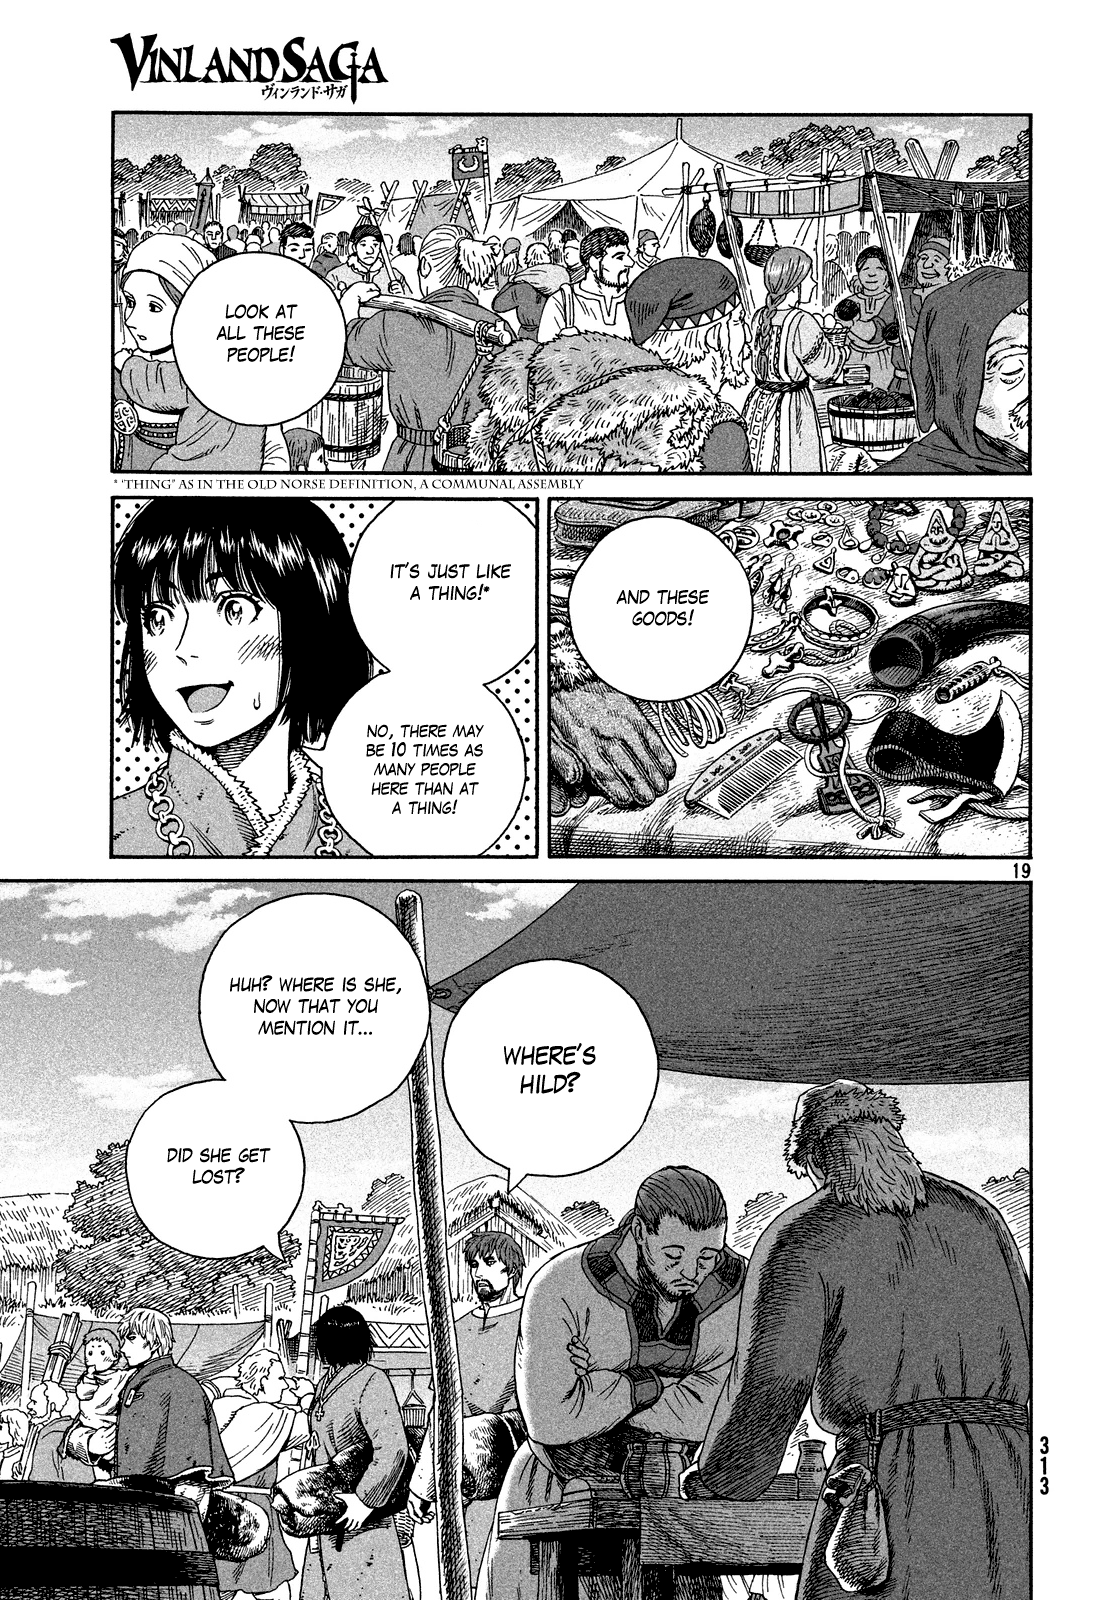 VINLAND SAGA
ヴィンランド・サガ
LOOK AT
ALL THESE
PEOPLE!
* "THING" AS IN THE OLD NORSE DEFINITION, A COMMUNAL ASSEMBLY
IT'S JUST LIKE
A THING!*
NO, THERE MAY
BE 10 TIMES AS
MANY PEOPLE
HERE THAN AT
A THING!
AND THESE
GOODS!
19
HUH? WHERE IS SHE,
NOW THAT YOU
MENTION IT...
DID SHE GET
LOST?
WHERE'S
HILD?
313